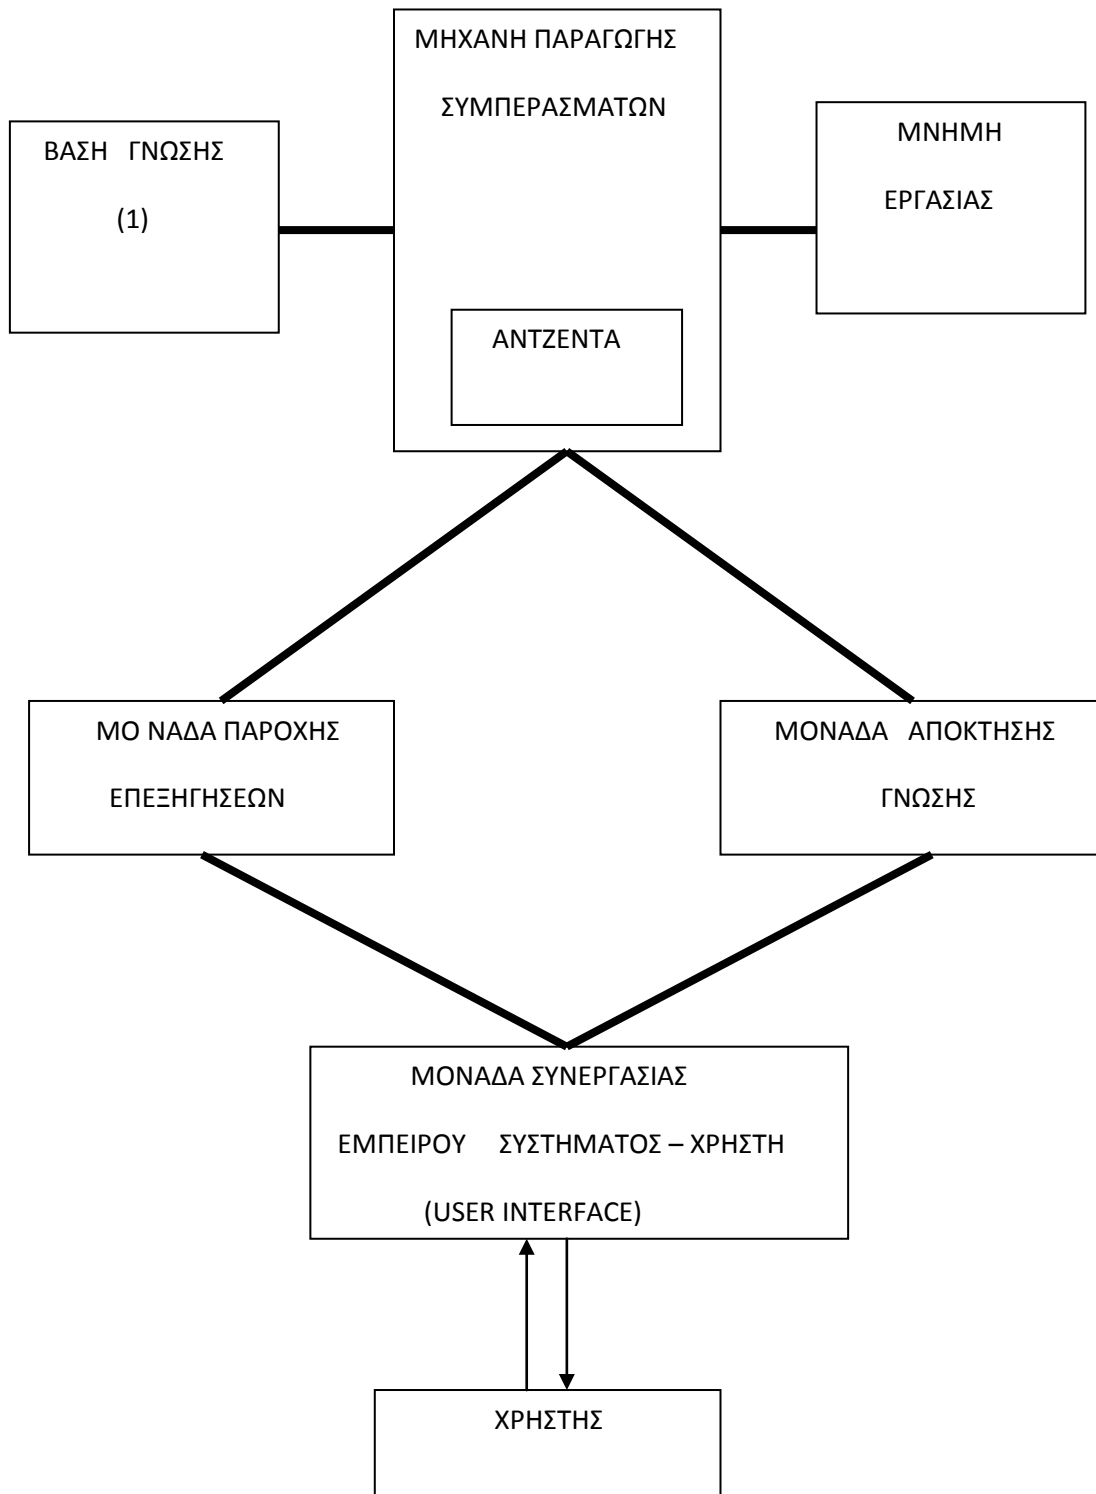 ΜΗΧΑΝΗ ΠΑΡΑΓΩΓΗΣ
ΣΥΜΠΕΡΑΣΜΑΤΩΝ
ΒΑΣΗ ΓΝΩΣΗΣ
(1)
ΜΝΗΜΗ
ΕΡΓΑΣΙΑΣ
ΑΝΤΖΕΝΤΑ
ΜΟ ΝΑΔΑ ΠΑΡΟΧΗΣ
ΕΠΕΞΗΓΗΣΕΩΝ
ΜΟΝΑΔΑ ΑΠΟΚΤΗΣΗΣ
ΓΝΩΣΗΣ
ΜΟΝΑΔΑ ΣΥΝΕΡΓΑΣΙΑΣ
ΕΜΠΕΙΡΟΥ ΣΥΣΤΗΜΑΤΟΣ – ΧΡΗΣΤΗ
(USER INTERFACE)
ΧΡΗΣΤΗΣ